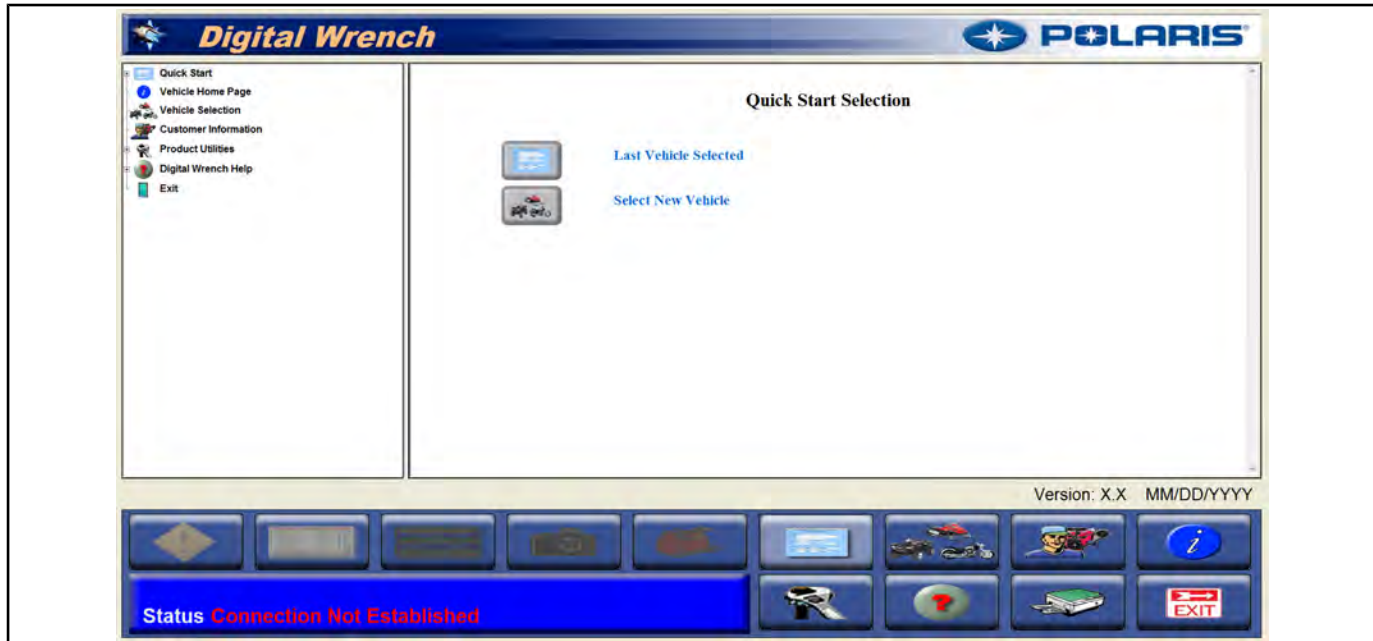 Digital Wrench
POLARIS
Quick Start
Vehicle Home Page
Vehicle Selection
Customer Information
Product Utilities
Digital Wrench Help
Exit
Quick Start Selection
Last Vehicle Selected
Select New Vehicle
Version: X.X MM/DD/YYYY
i
?
EXIT
Status Connection Not Established